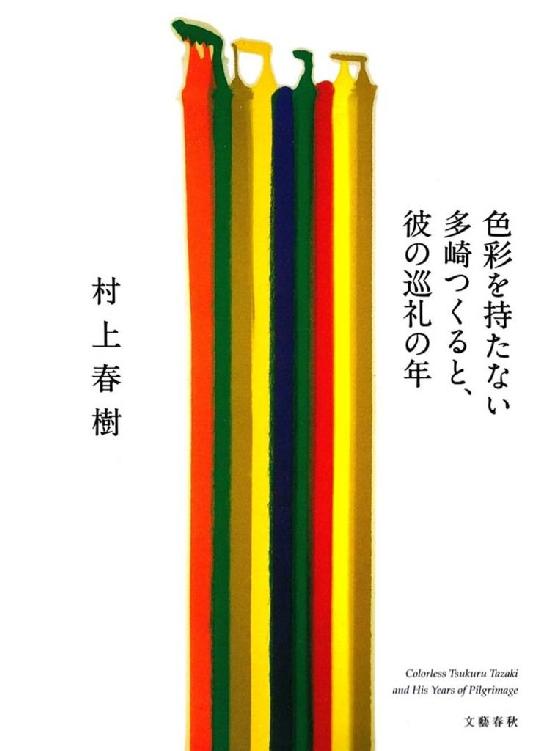 色彩を持たない
多崎つくると、
彼の巡礼の年
村上春樹
Colorless Tsukuru Tazaki
and His Years of Pilgrimage
文藝春秋